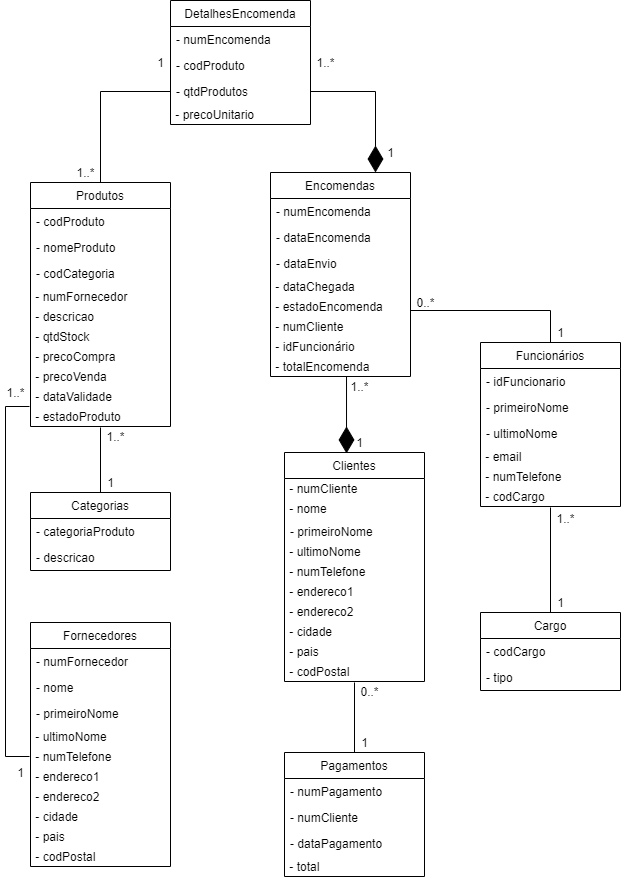 DetalhesEncomenda
- numEncomenda
- codProduto
- qtdProdutos
- precoUnitario
1
1..*
1..*
1
Produtos
- codProduto
- nomeProduto
- codCategoria
- numFornecedor
- descricao
- qtdStock
- precoCompra
- precoVenda
- dataValidade
- estadoProduto
1..*
1..*
1
Encomendas
- numEncomenda
- dataEncomenda
- dataEnvio
- dataChegada
- estadoEncomenda
- numCliente
- idFuncionário
- totalEncomenda
0..*
1
1..*
1
Funcionários
- idFuncionario
- primeiroNome
- ultimoNome
- email
- numTelefone
- codCargo
1..*
1
Categorias
- categoriaProduto
- descricao
Clientes
- numCliente
- nome
- primeiroNome
- ultimoNome
- numTelefone
- endereco1
- endereco2
- cidade
- pais
- codPostal
0..*
1
Cargo
- codCargo
- tipo
Fornecedores
- numFornecedor
- nome
- primeiroNome
- ultimoNome
- numTelefone
- endereco1
- endereco2
- cidade
- pais
- codPostal
1
Pagamentos
- numPagamento
- numCliente
- dataPagamento
- total